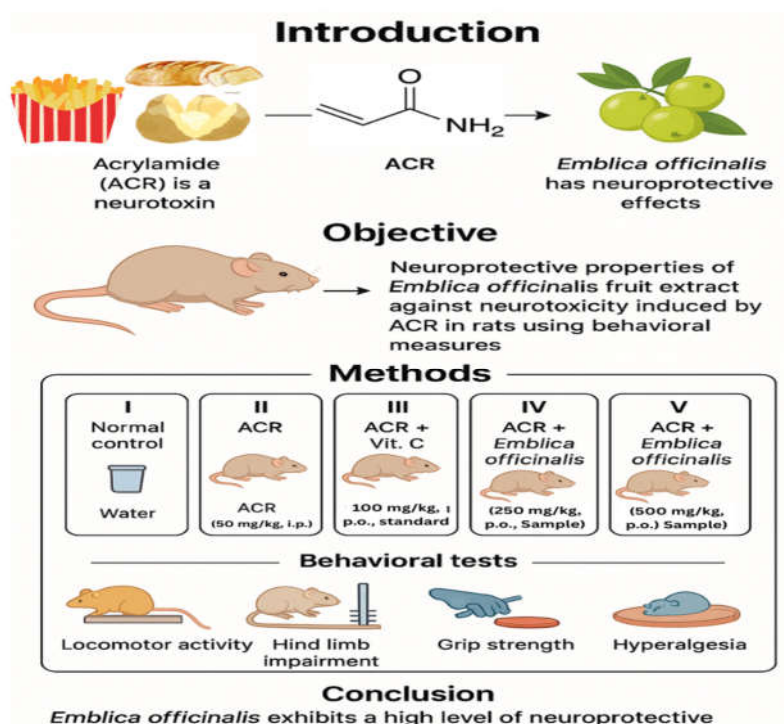 Introduction
O
NH₂
Acrylamide
(ACR) is a
neurotoxin
ACR
Emblica officinalis
has neuroprotective
effects
Objective
Neuroprotective properties of
Emblica officinalis fruit extract
against neurotoxicity induced by
ACR in rats using behavioral
measures
Methods
I
Normal
control
Water
II
ACR
ACR
(50 mg/kg, i.p.)
III
ACR +
Vit. C
100 mg/kg, ;
p.o., standard
IV
ACR +
Emblica
officinalis
(250 mg/kg,
p.o., Sample)
V
ACR +
Emblica
officinalis
(500 mg/kg,
p.o.) Sample)
Behavioral tests
Locomotor activity
Hind limb
impairment
Grip strength
Hyperalgesia
Conclusion
Emblica officinalis exhibits a high level of neuroprotective